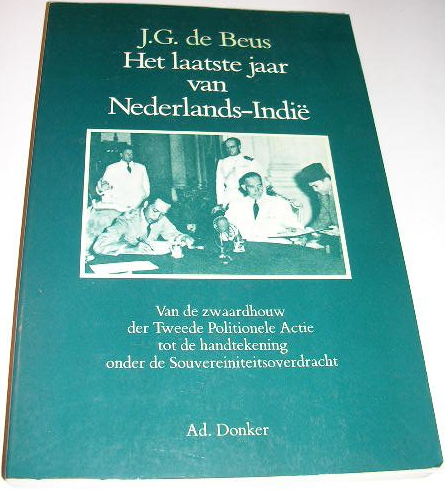 J.G. de Beus
Het laatste jaar
van
Nederlands-Indië
Van de zwaardhouw
der Tweede Politionele Actie
tot de handtekening
onder de Souvereiniteitsoverdracht
Ad. Donker